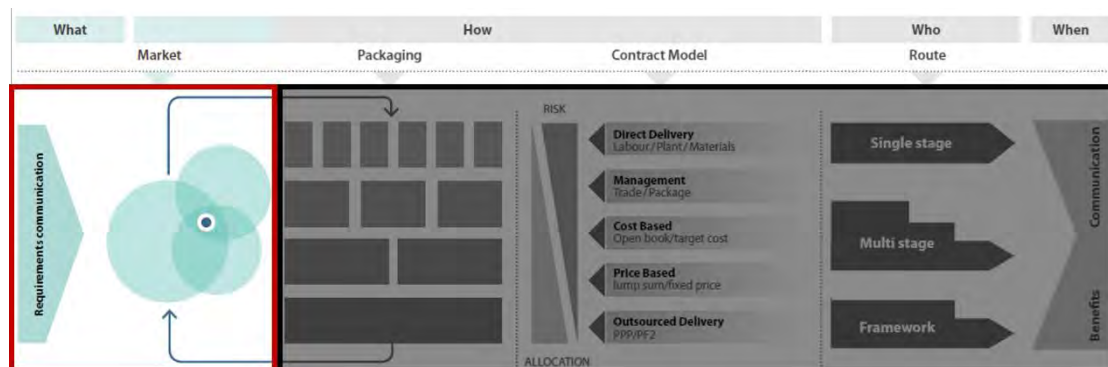 What
How
Who
When
Market
Packaging
Contract Model
Route
Requirements communication
RISK
Direct Delivery
Labour/Plant/Materials
Management
Trade/Package
Cost Based
Open book/target cost
Price Based
lump sum/fixed price
Outsourced Delivery
PPP/PF2
ALLOCATION
Single stage
Multi stage
Framework
Communication
Benefits